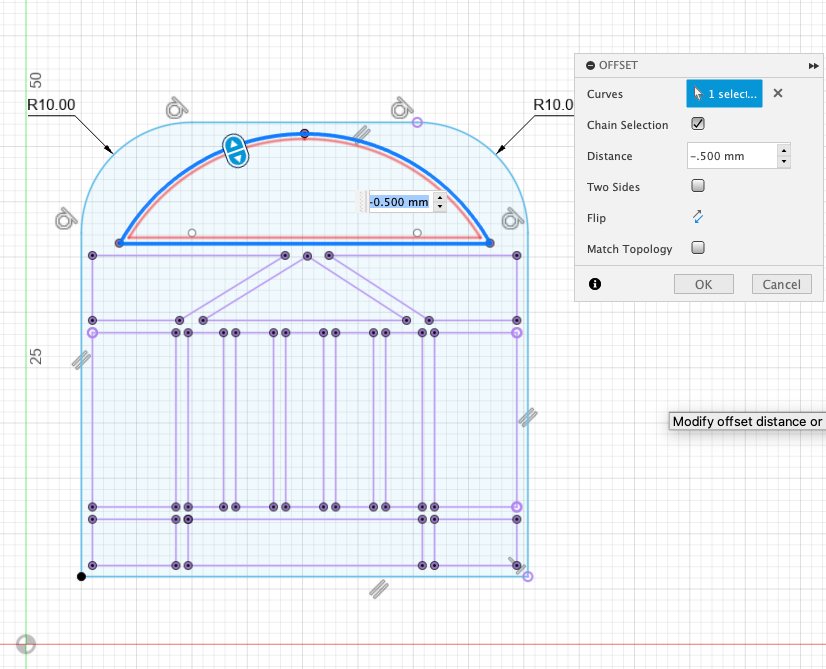 50
R10.00
R10.0
OFFSET
Curves
1 select...
Chain Selection
Distance
-.500 mm
Two Sides
-0.500 mm
Flip
Match Topology
OK
Cancel
25
Modify offset distance or